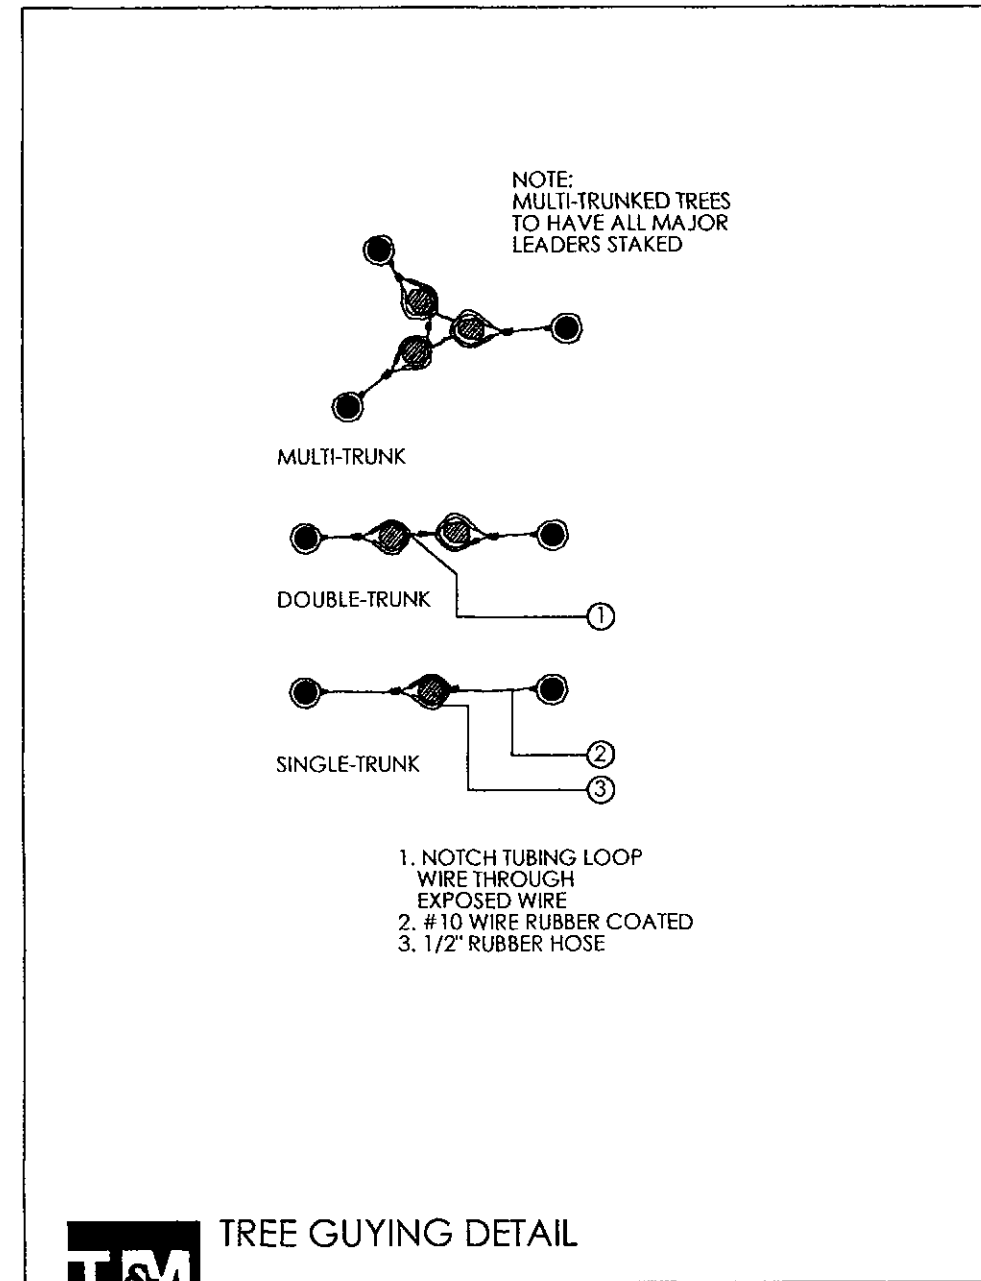 NOTE:
MULTI-TRUNKED TREES
TO HAVE ALL MAJOR
LEADERS STAKED
MULTI-TRUNK
DOUBLE-TRUNK
1
SINGLE-TRUNK
2
3
1. NOTCH TUBING LOOP
WIRE THROUGH
EXPOSED WIRE
2. #10 WIRE RUBBER COATED
3. 1/2" RUBBER HOSE
TREE GUYING DETAIL
T&M